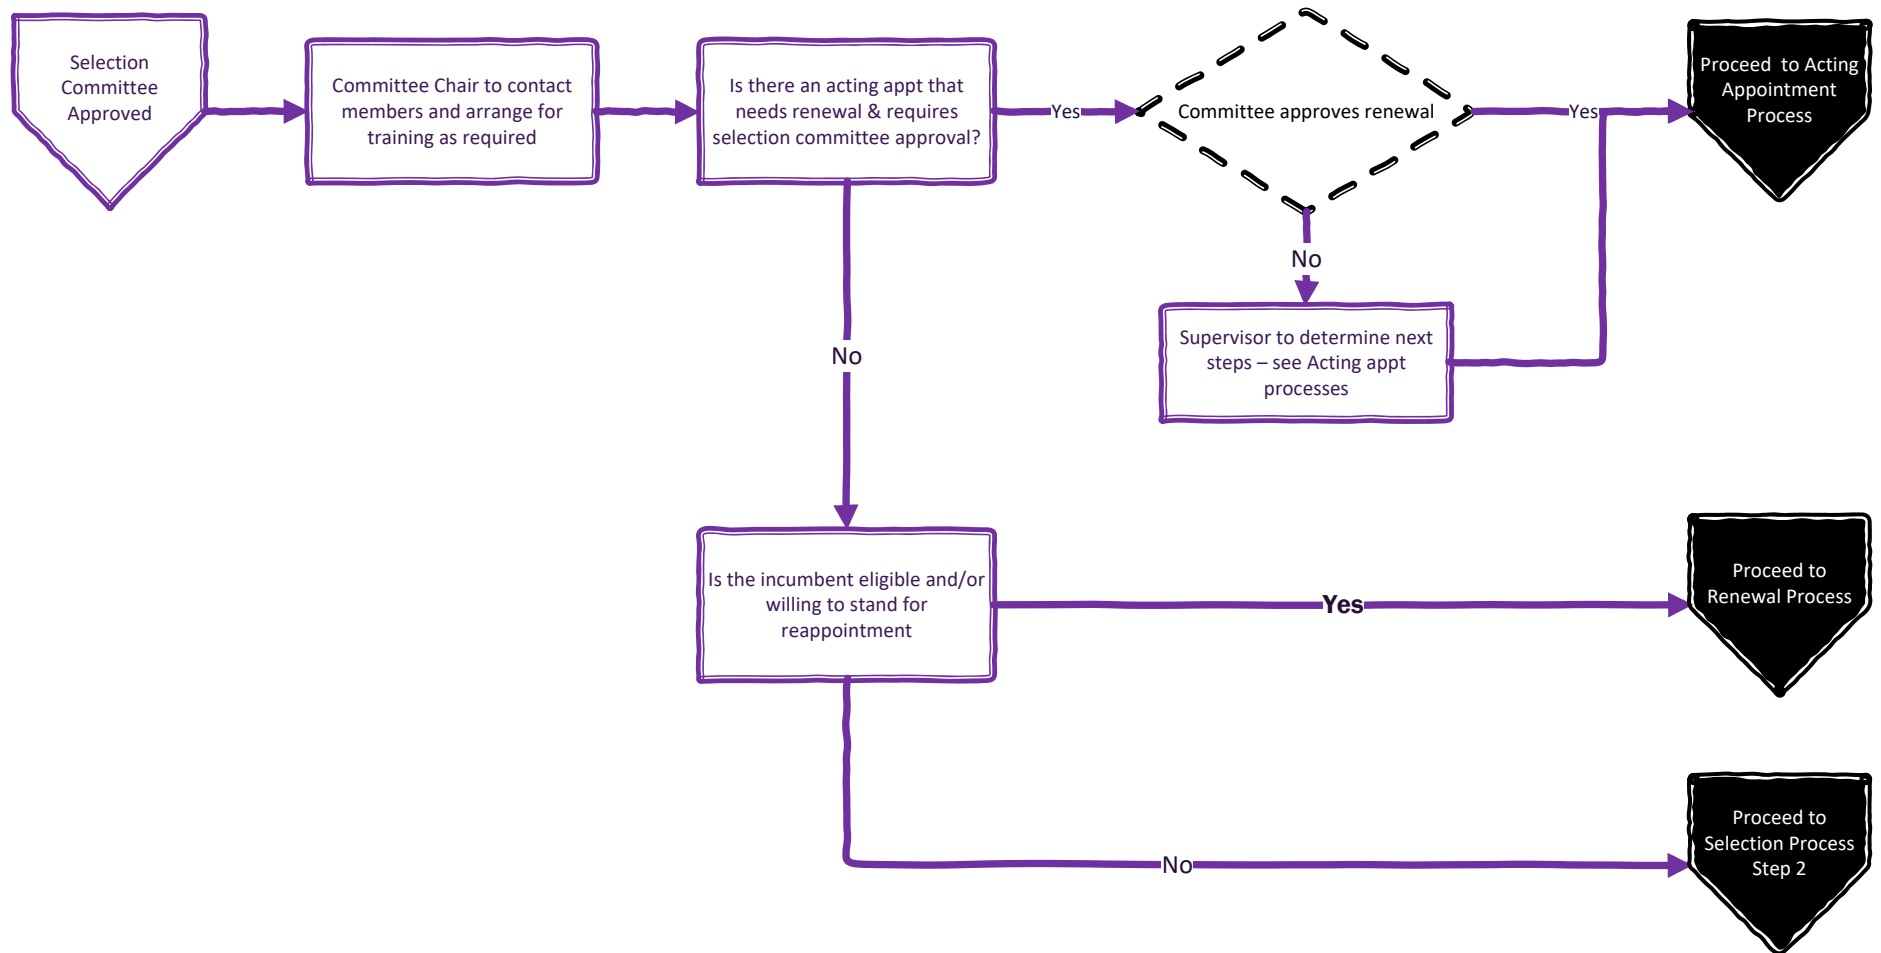 Selection
Committee
Approved
Committee Chair to contact
members and arrange for
training as required
Is there an acting appt that
needs renewal & requires
selection committee approval?
Yes
Committee approves renewal
Yes
Proceed  to Acting
Appointment
Process
No
Supervisor to determine next
steps – see Acting appt
processes
No
Is the incumbent eligible and/or
willing to stand for
reappointment
Yes
Proceed to
Renewal Process
No
Proceed to
Selection Process
Step 2